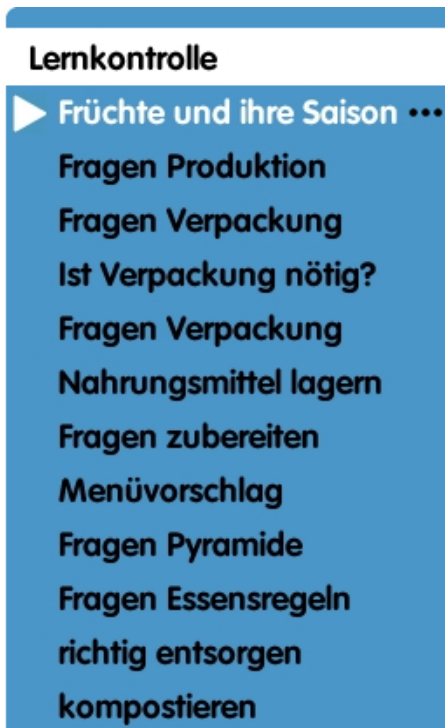 Lernkontrolle
Früchte und ihre Saison •••
Fragen Produktion
Fragen Verpackung
Ist Verpackung nötig?
Fragen Verpackung
Nahrungsmittel lagern
Fragen zubereiten
Menüvorschlag
Fragen Pyramide
Fragen Essensregeln
richtig entsorgen
kompostieren